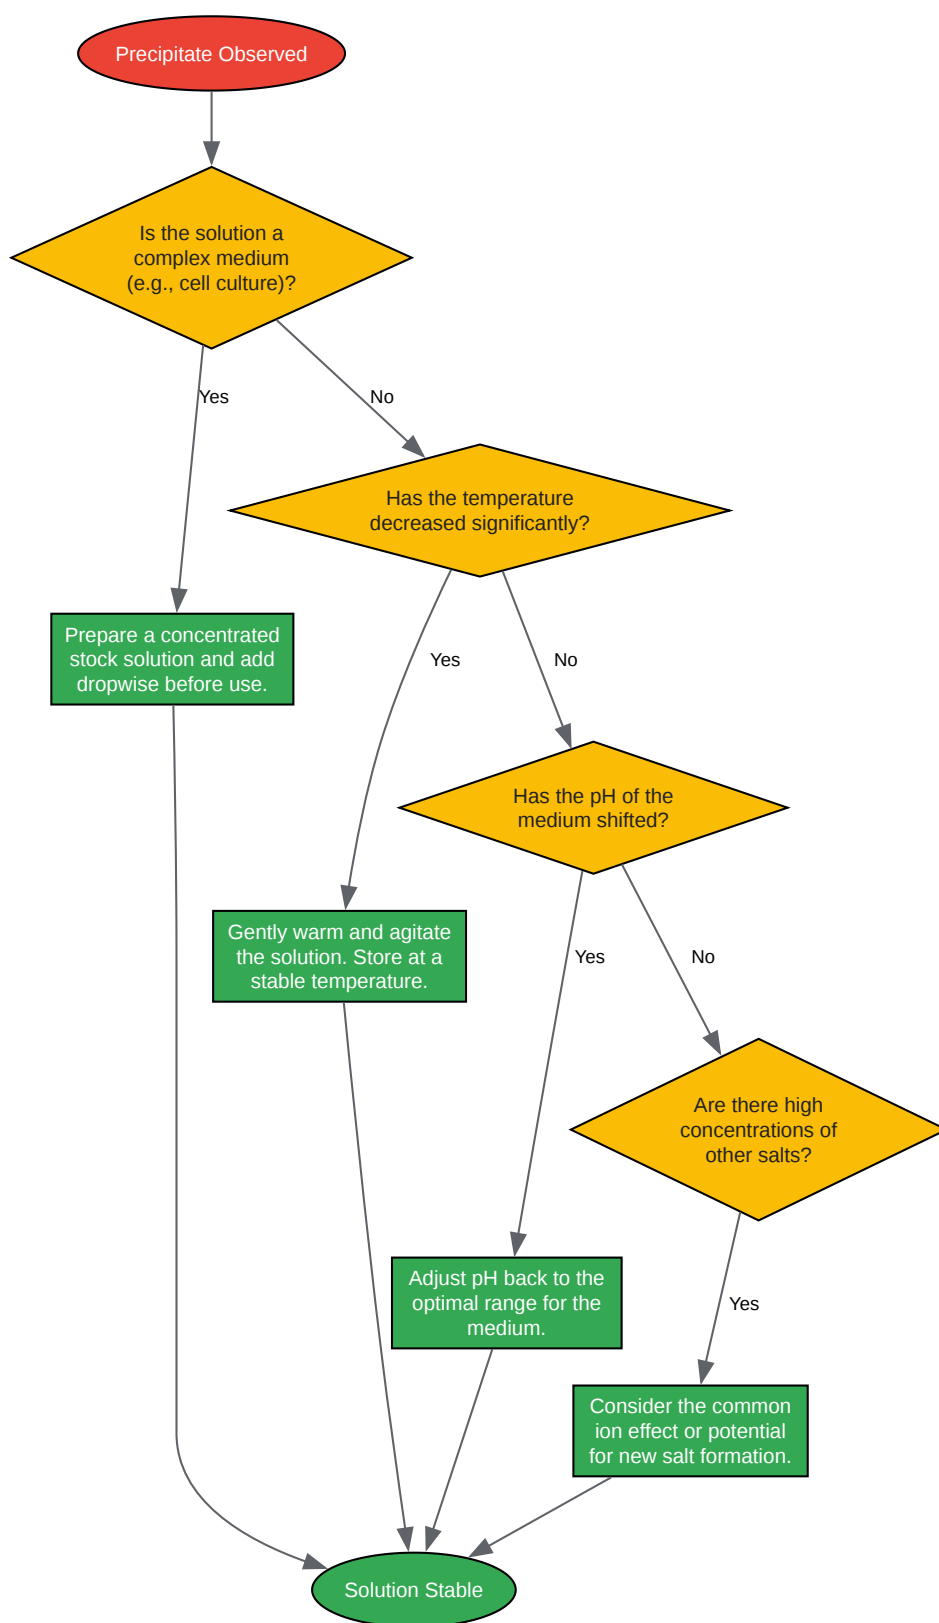 Precipitate Observed
Is the solution a
complex medium
(e.g., cell culture)?
Yes
No
Has the temperature
decreased significantly?
Prepare a concentrated
stock solution and add
dropwise before use.
Yes
No
Has the pH of the
medium shifted?
Gently warm and agitate
the solution. Store at a
stable temperature.
Yes
No
Are there high
concentrations of
other salts?
Adjust pH back to the
optimal range for the
medium.
Yes
Consider the common
ion effect or potential
for new salt formation.
Solution Stable